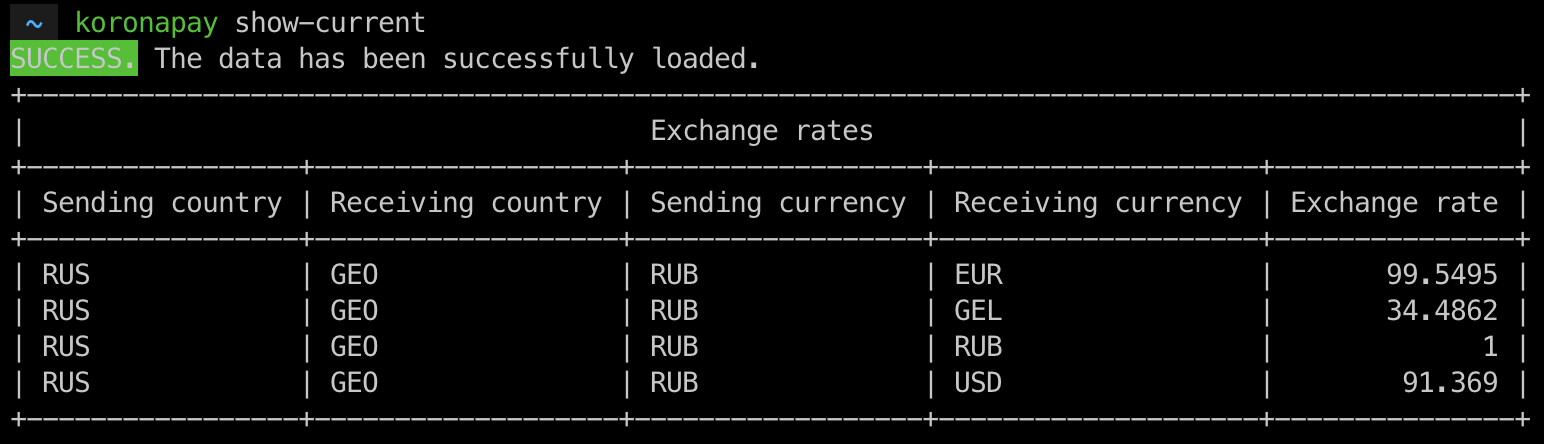 ~ koronapay show-current
SUCCESS. The data has been successfully loaded.
+---------------------------------------------------------------------------------------------+
| Exchange rates |
+-----------------+-------------------+------------------+--------------------+---------------+
| Sending country | Receiving country | Sending currency | Receiving currency | Exchange rate |
+-----------------+-------------------+------------------+--------------------+---------------+
| RUS | GEO | RUB | EUR | 99.5495 |
| RUS | GEO | RUB | GEL | 34.4862 |
| RUS | GEO | RUB | RUB | 1 |
| RUS | GEO | RUB | USD | 91.369 |
+-----------------+-------------------+------------------+--------------------+---------------+